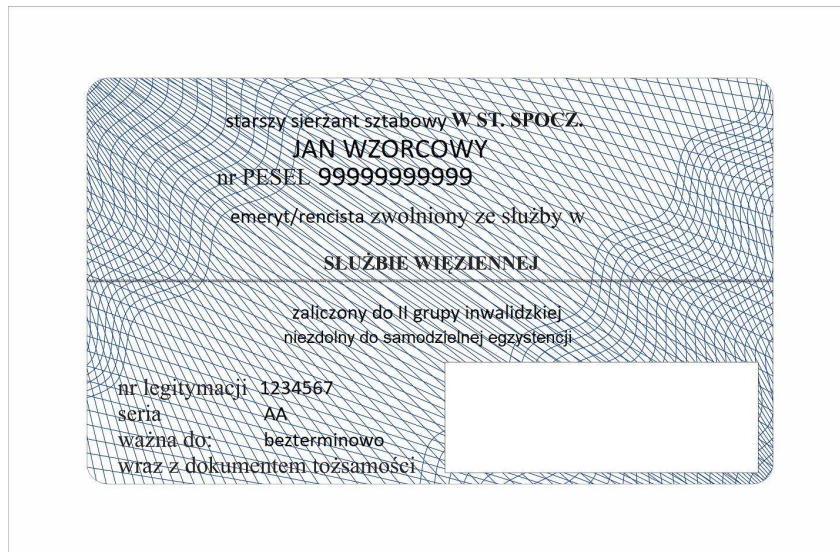 starszy sierżant sztabowy W ST. SPOCZ.
JAN WZORCOWY
nr PESEL 99999999999
emeryt/rencista zwolniony ze służby w
SŁUŻBIE WIĘZIENNEJ
zaliczony do II grupy inwalidzkiej
niezdolny do samodzielnej egzystencji
nr legitymacji 1234567
seria AA
ważna do: bezterminowo
wraz z dokumentem tożsamości